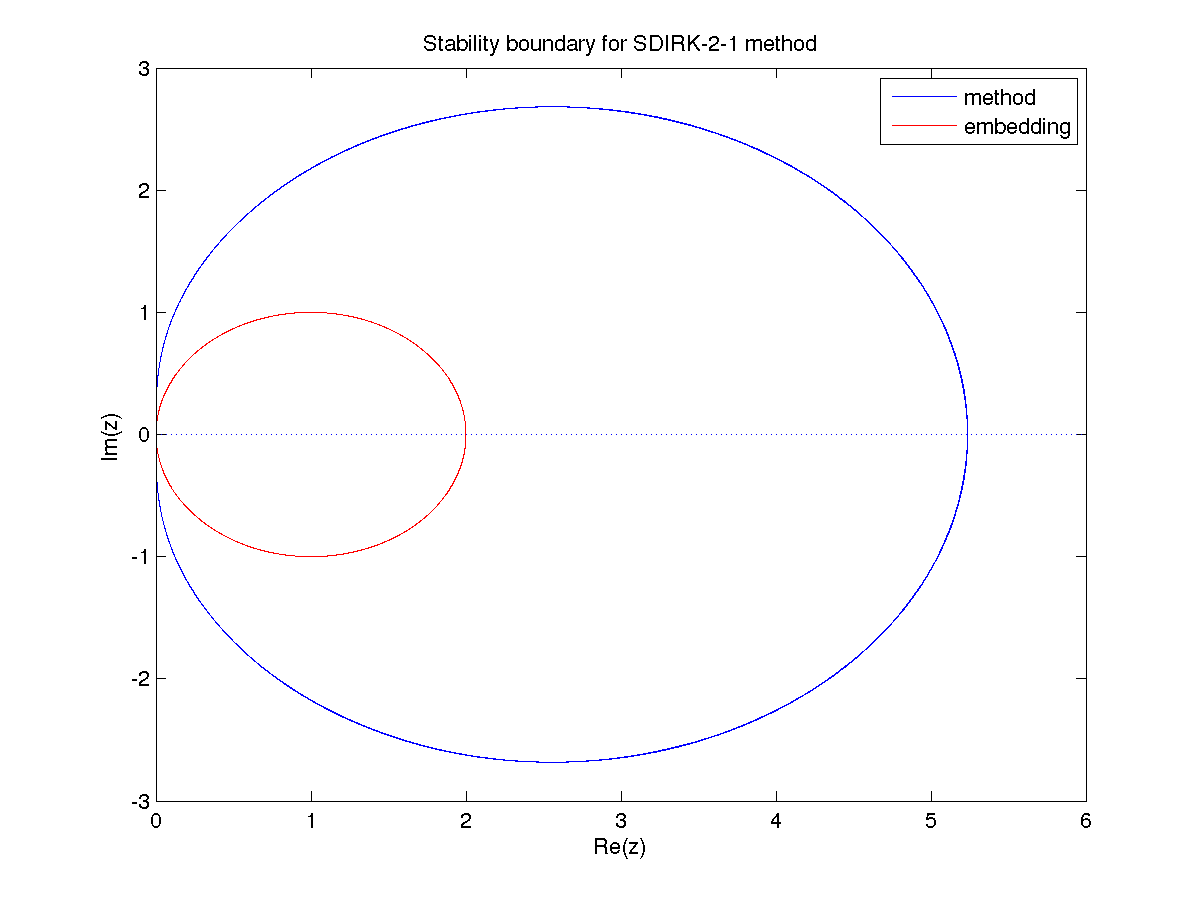 Stability boundary for SDIRK-2-1 method
method
embedding
3
2
1
0
-1
-2
-3
Im(z)
0 1 2 3 4 5 6
Re(z)